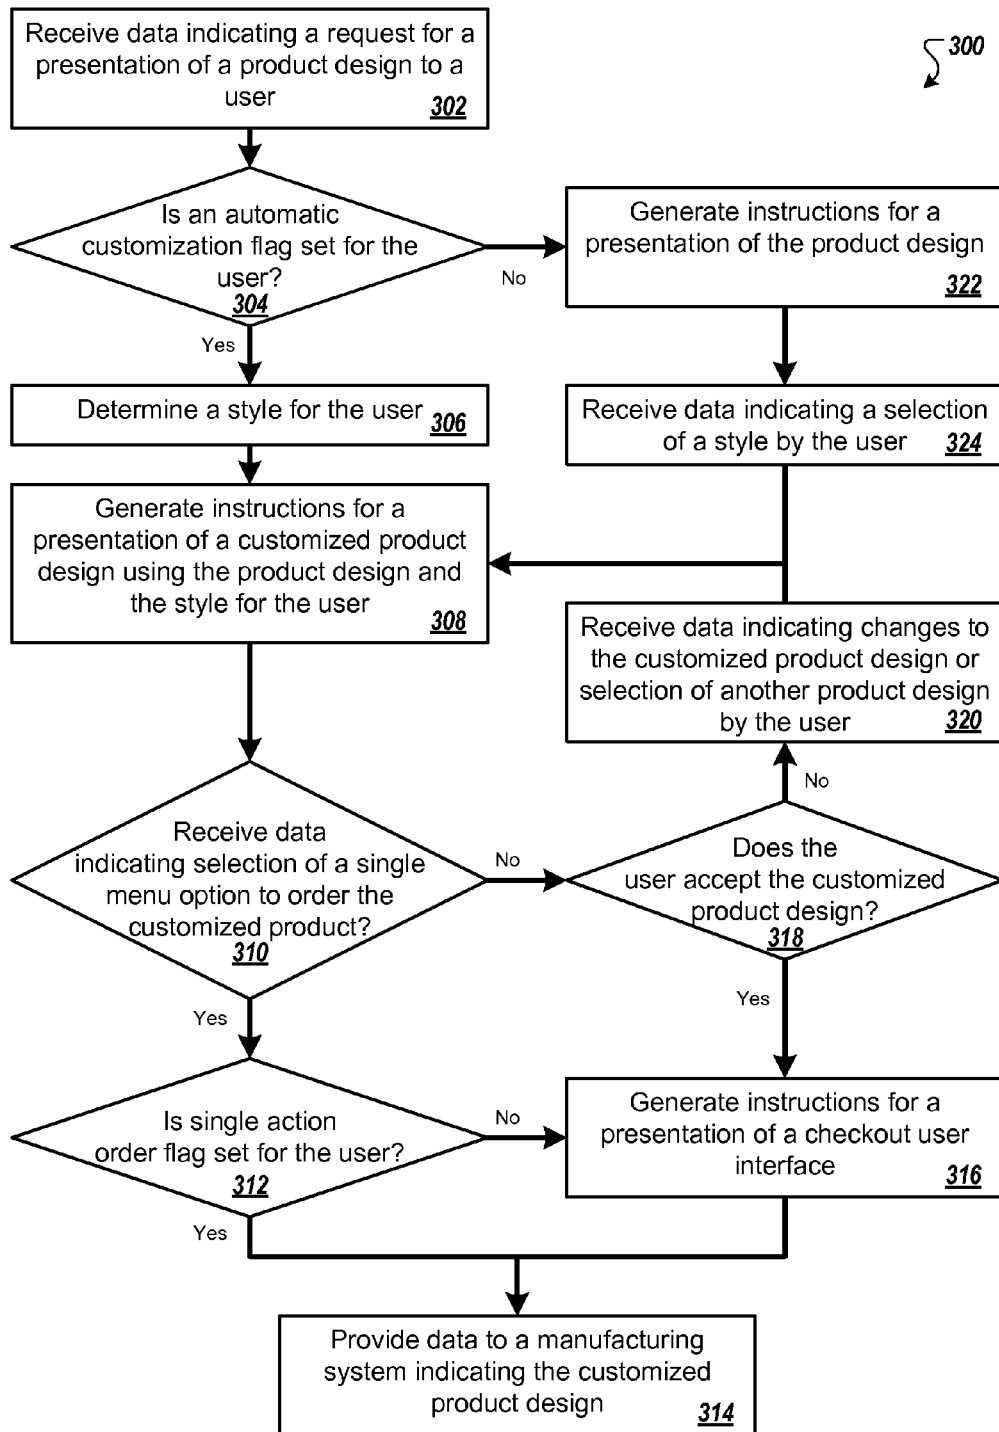 Receive data indicating a request for a
presentation of a product design to a
user
302
300
Is an automatic
customization flag set for the
user?
304
No
Yes
Generate instructions for a
presentation of the product design
322
Determine a style for the user
306
Receive data indicating a selection
of a style by the user
324
Generate instructions for a
presentation of a customized product
design using the product design and
the style for the user
308
Receive data indicating changes to
the customized product design or
selection of another product design
by the user
320
No
Receive data
indicating selection of a single
menu option to order the
customized product?
310
No
Yes
Does the
user accept the customized
product design?
318
Yes
Is single action
order flag set for the user?
312
No
Yes
Generate instructions for a
presentation of a checkout user
interface
316
Provide data to a manufacturing
system indicating the customized
product design
314